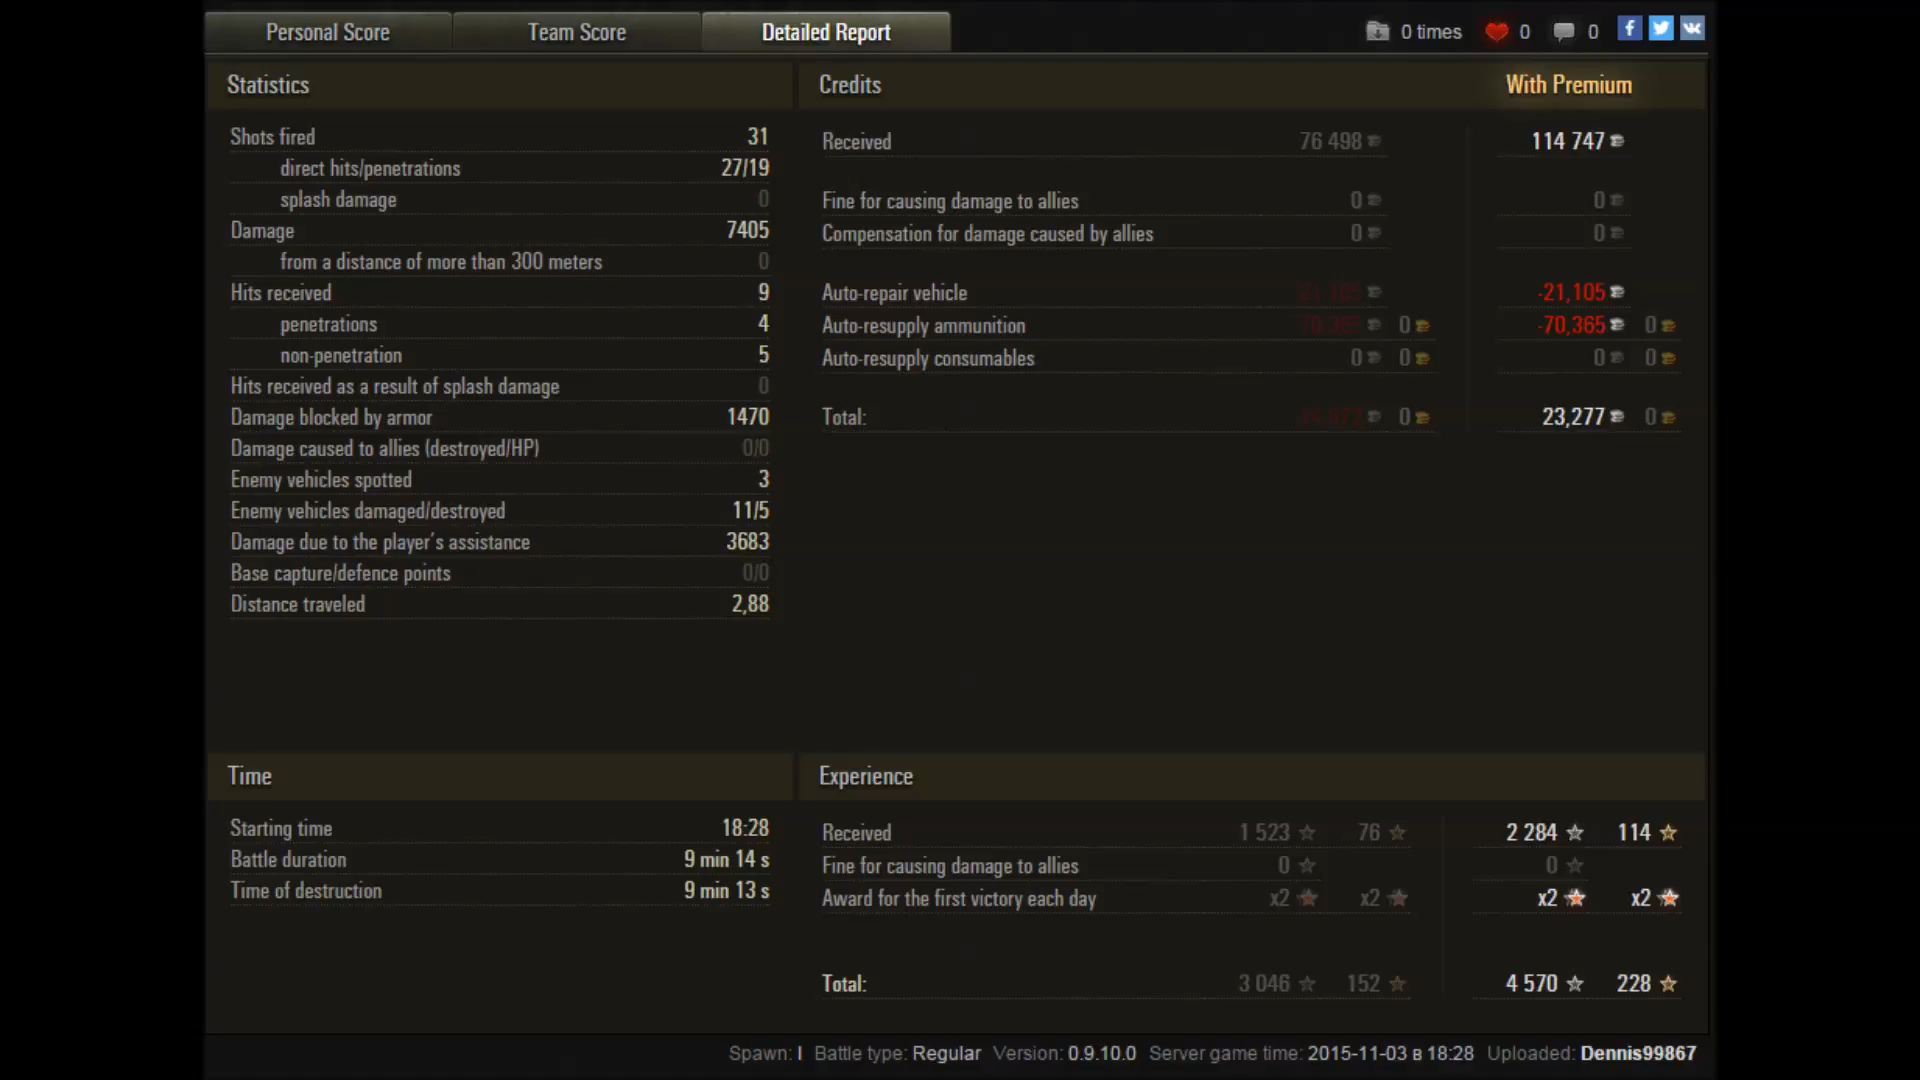 Personal Score Team Score Detailed Report 0 times 0 0
Statistics
Shots fired 31
direct hits/penetrations 27/19
splash damage 0
Damage 7405
from a distance of more than 300 meters 0
Hits received 9
penetrations 4
non-penetration 5
Hits received as a result of splash damage 0
Damage blocked by armor 1470
Damage caused to allies (destroyed/HP) 0/0
Enemy vehicles spotted 3
Enemy vehicles damaged/destroyed 11/5
Damage due to the player's assistance 3683
Base capture/defence points 0/0
Distance traveled 2,88
Credits With Premium
Received 76 498 114 747
Fine for causing damage to allies 0 0
Compensation for damage caused by allies 0 0
Auto-repair vehicle -21,105
Auto-resupply ammunition 0 -70,365 0
Auto-resupply consumables 0 0 0 0
Total: 0 23,277 0
Time
Starting time 18:28
Battle duration 9 min 14 s
Time of destruction 9 min 13 s
Experience
Received 1 523 76 2 284 114
Fine for causing damage to allies 0 0
Award for the first victory each day x2 x2 x2 x2
Total: 3 046 152 4 570 228
Spawn: I Battle type: Regular Version: 0.9.10.0 Server game time: 2015-11-03 в 18:28 Uploaded: Dennis99867